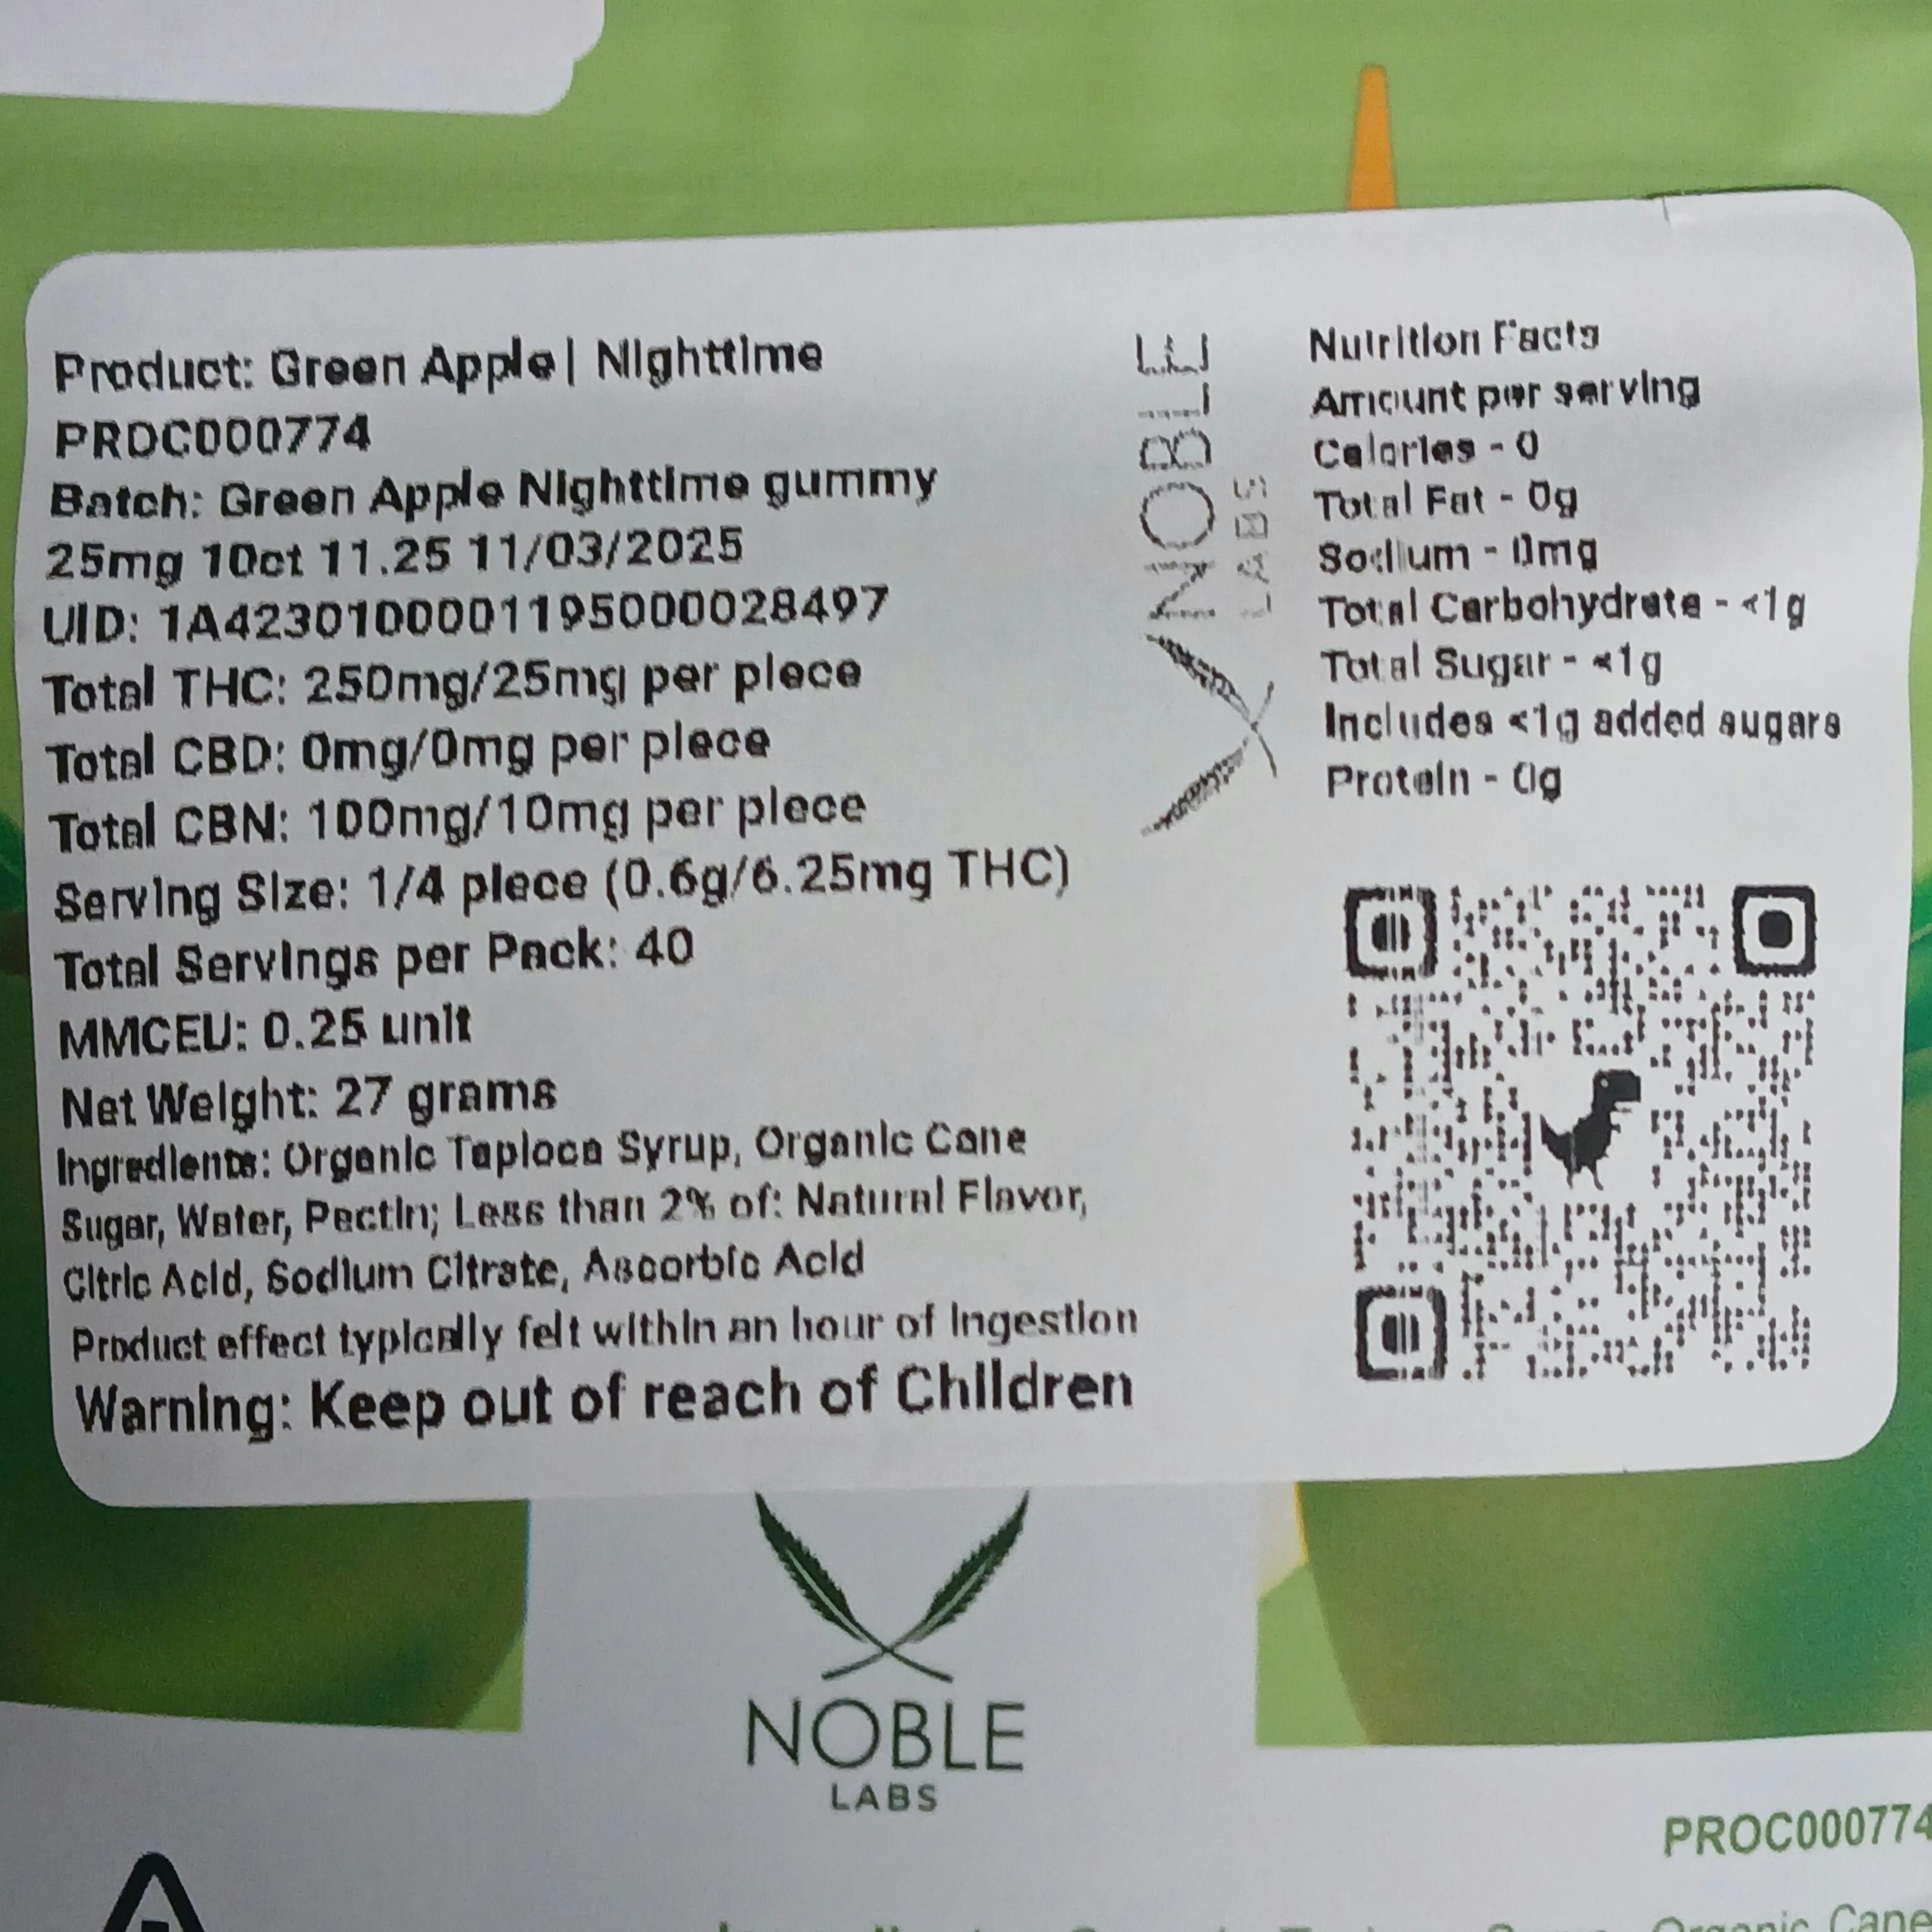 Product: Green Apple | Nighttime
PROC000774
Batch: Green Apple Nighttime gummy
25mg 10ct 11.25 11/03/2025
UID: 1A4230100001195000028497
Total THC: 250mg/25mg per piece
Total CBD: 0mg/0mg per piece
Total CBN: 100mg/10mg per piece
Serving Size: 1/4 piece (0.6g/6.25mg THC)
Total Servings per Pack: 40
MMCEU: 0.25 unit
Net Weight: 27 grams
Ingredients: Organic Tapioca Syrup, Organic Cane
Sugar, Water, Pectin; Less than 2% of: Natural Flavor,
Citric Acid, Sodium Citrate, Ascorbic Acid
Product effect typically felt within an hour of ingestion
Warning: Keep out of reach of Children
NOBLE
LABS
Nutrition Facts
Amount per serving
Calories - 0
Total Fat - 0g
Sodium - 0mg
Total Carbohydrate - <1g
Total Sugar - <1g
Includes <1g added sugars
Protein - 0g
NOBLE
LABS
PROC000774
Organic Cane